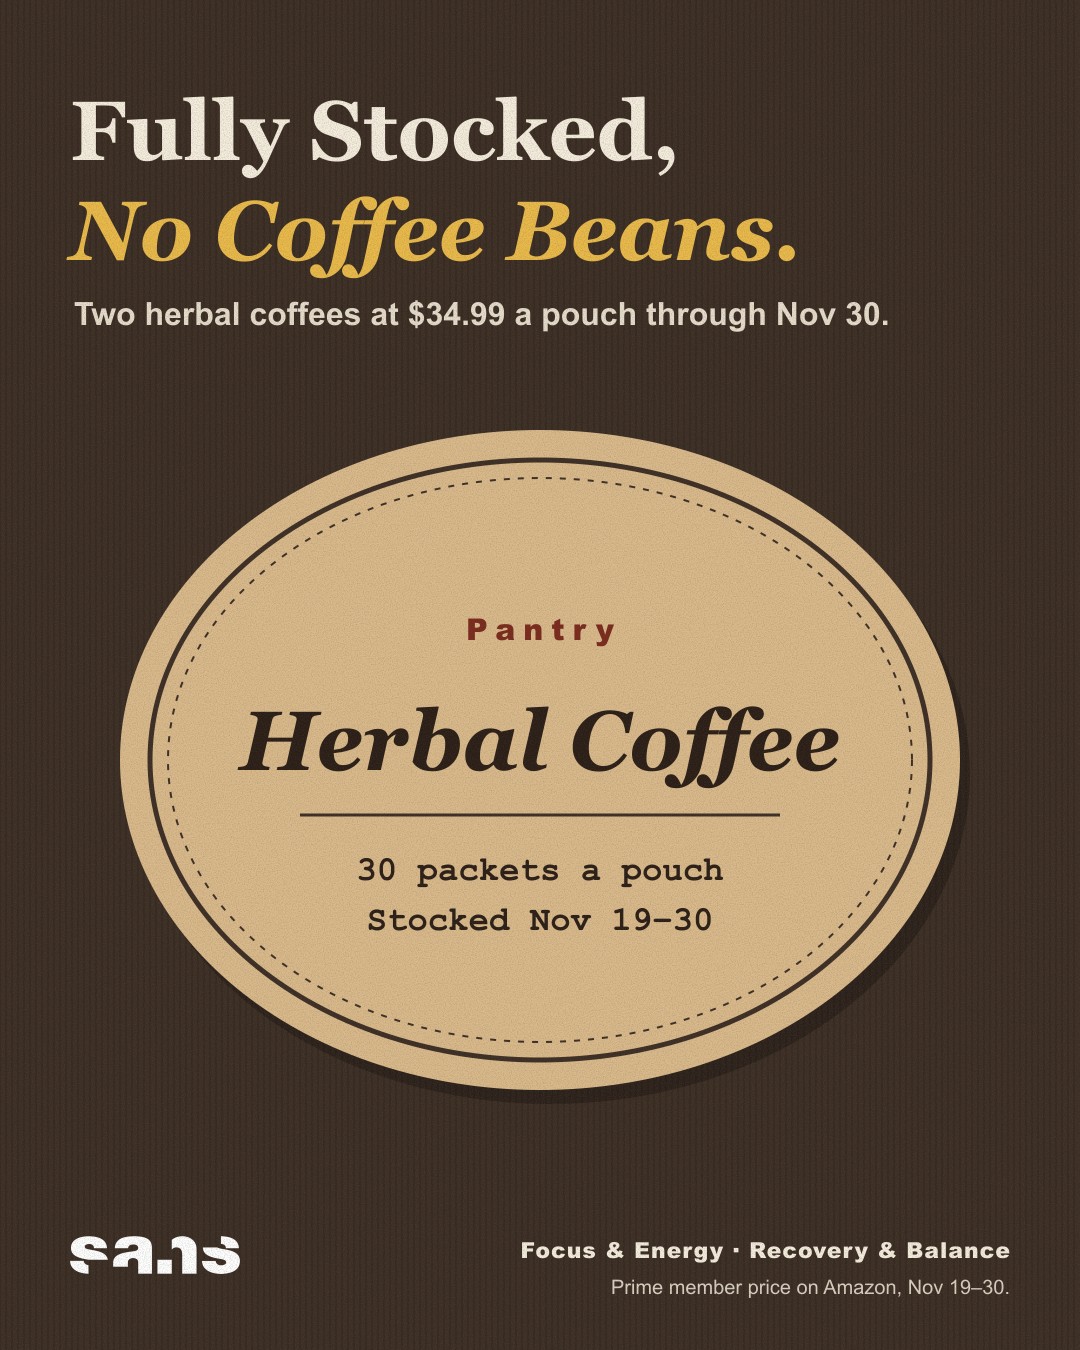 Fully Stocked,
No Coffee Beans.
Two herbal coffees at $34.99 a pouch through Nov 30.
Pantry
Herbal Coffee
30 packets a pouch
Stocked Nov 19–30
sans
Focus & Energy · Recovery & Balance
Prime member price on Amazon, Nov 19–30.